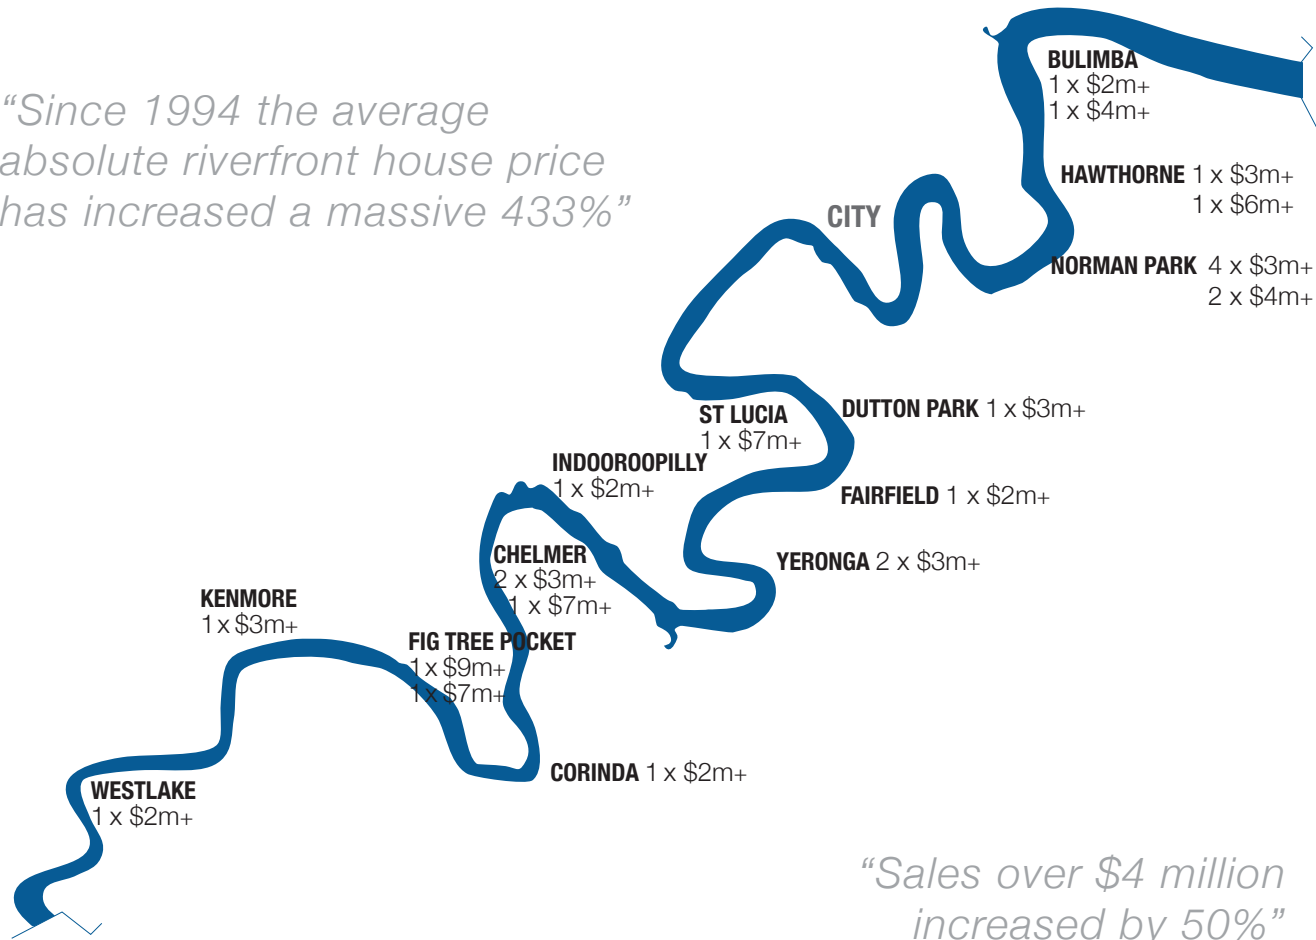 “Since 1994 the average
absolute riverfront house price
has increased a massive 433%”
BULIMBA
1 x $2m+
1 x $4m+
HAWTHORNE 1 x $3m+
1 x $6m+
CITY
NORMAN PARK 4 x $3m+
2 x $4m+
ST LUCIA
1 x $7m+
DUTTON PARK 1 x $3m+
INDOOROOPILLY
1 x $2m+
FAIRFIELD 1 x $2m+
CHELMER
2 x $3m+
1 x $7m+
YERONGA 2 x $3m+
KENMORE
1 x $3m+
FIG TREE POCKET
1 x $9m+
1 x $7m+
CORINDA 1 x $2m+
WESTLAKE
1 x $2m+
“Sales over $4 million
increased by 50%”